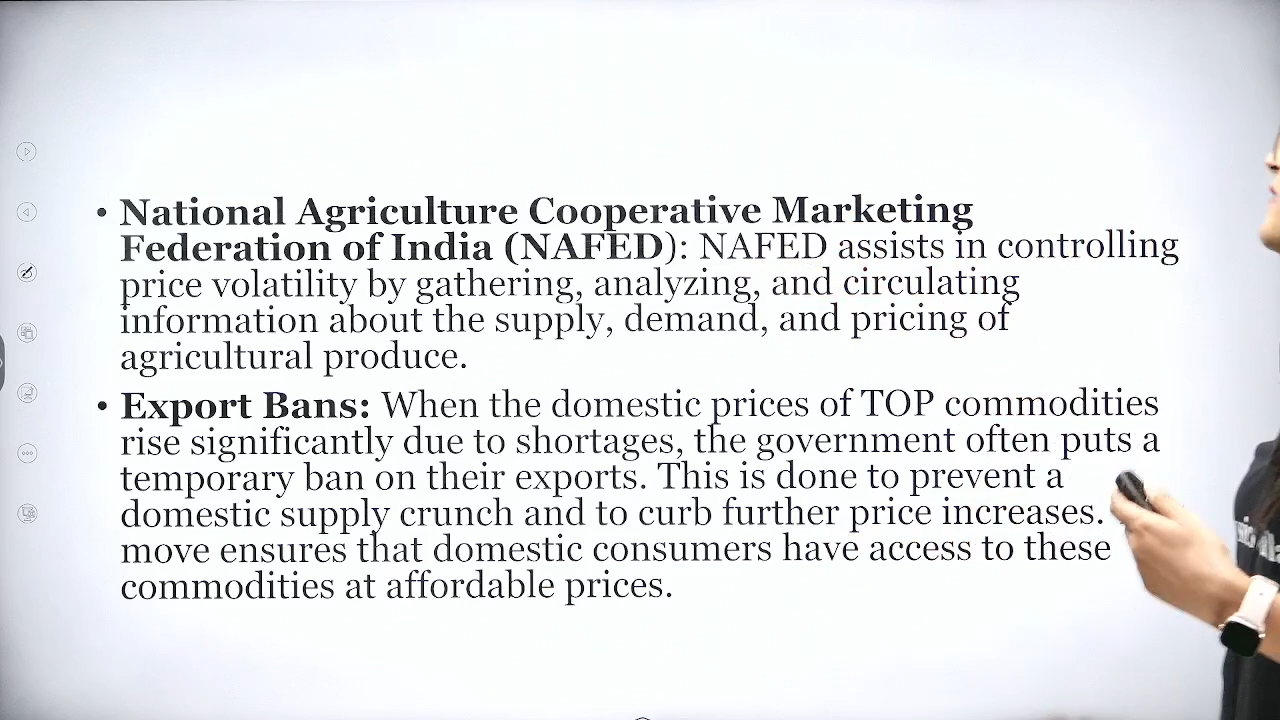 • National Agriculture Cooperative Marketing
Federation of India (NAFED): NAFED assists in controlling
price volatility by gathering, analyzing, and circulating
information about the supply, demand, and pricing of
agricultural produce.
• Export Bans: When the domestic prices of TOP commodities
rise significantly due to shortages, the government often puts a
temporary ban on their exports. This is done to prevent a
domestic supply crunch and to curb further price increases.
move ensures that domestic consumers have access to these
commodities at affordable prices.